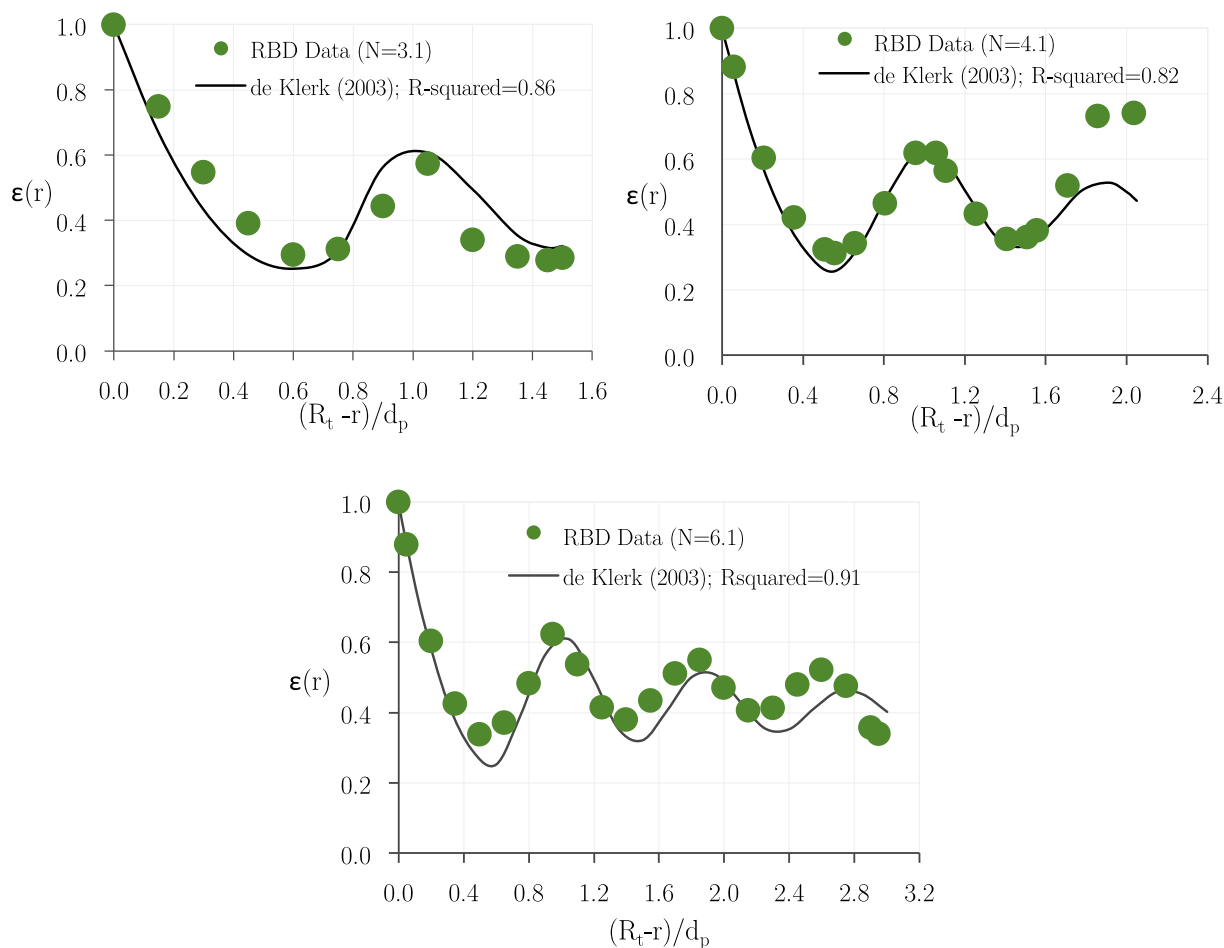 1.0
RBD Data (N=3.1)
de Klerk (2003); R-squared=0.86
0.8
0.6
ε(r)
0.4
0.2
0.0
0.0 0.2 0.4 0.6 0.8 1.0 1.2 1.4 1.6
(Rt -r)/dp
1.0
RBD Data (N=4.1)
de Klerk (2003); R-squared=0.82
0.8
0.6
ε(r)
0.4
0.2
0.0
0.0 0.4 0.8 1.2 1.6 2.0 2.4
(Rt -r)/dp
1.0
RBD Data (N=6.1)
de Klerk (2003); Rsquared=0.91
0.8
0.6
ε(r)
0.4
0.2
0.0
0.0 0.4 0.8 1.2 1.6 2.0 2.4 2.8 3.2
(Rt-r)/dp